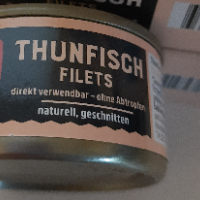 THUNFISCH
FILETS
direkt verwendbar – ohne Abtropfen
naturell, geschnitten